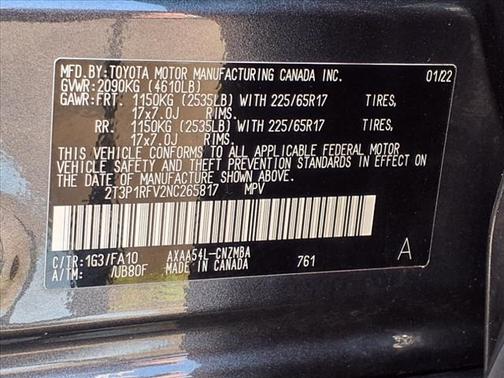 MFD.BY:TOYOTA MOTOR MANUFACTURING CANADA INC. 01/22
GVWR:2090KG (4610LB)
GAWR:FRT. 1150KG (2535LB) WITH 225/65R17 TIRES,
17x7.0J RIMS.
RR. 1150KG (2535LB) WITH 225/65R17 TIRES,
17x7.0J RIMS.
THIS VEHICLE CONFORMS TO ALL APPLICABLE FEDERAL MOTOR
VEHICLE SAFETY AND THEFT PREVENTION STANDARDS IN EFFECT
ON THE DATE OF MANUFACTURE SHOWN ABOVE.
2T3P1RFV2NC265817 MPV
C/TR:1G3/FA10 AXAA54L-CNZMBA A
A/TM: /UB80F MADE IN CANADA 761